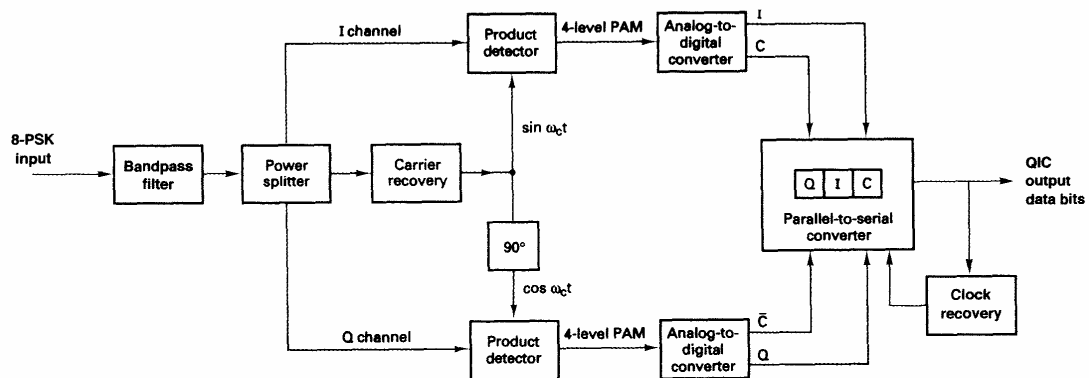 I channel
Product
detector
4-level PAM
Analog-to-
digital
converter
I
C
sin ωct
8-PSK
input
Bandpass
filter
Power
splitter
Carrier
recovery
Q I C
Parallel-to-serial
converter
QIC
output
data bits
90°
cos ωct
Clock
recovery
Q channel
Product
detector
4-level PAM
Analog-to-
digital
converter
C̄
Q